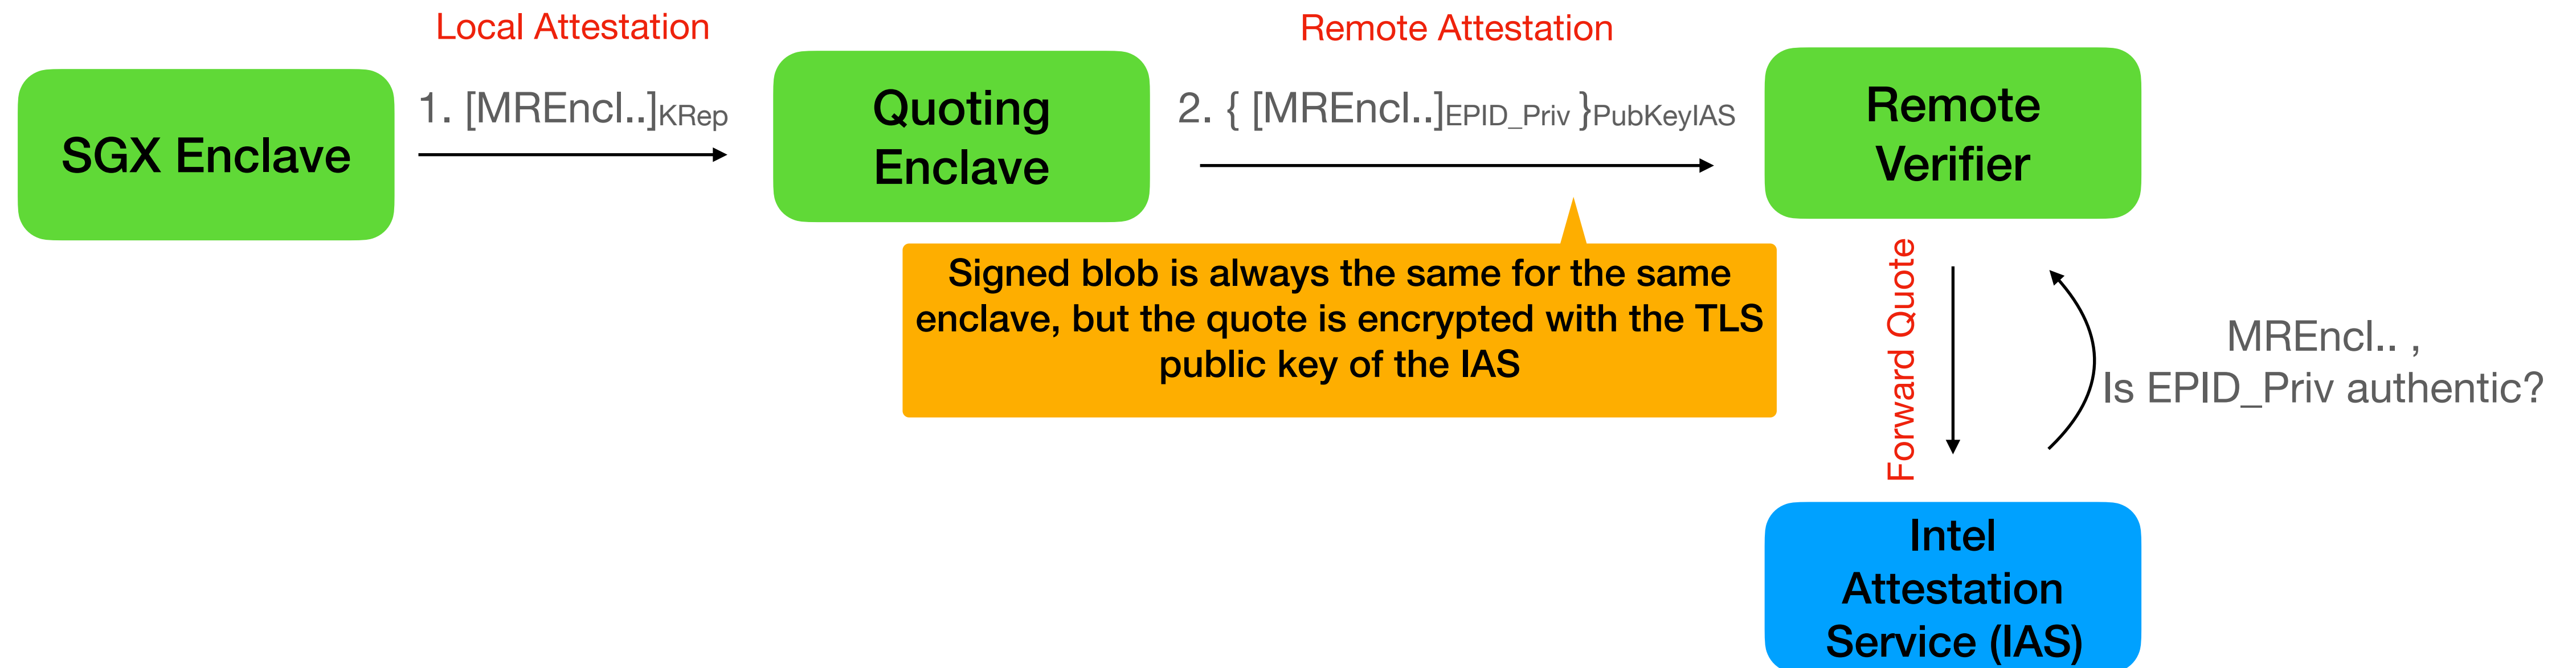 Local Attestation
Remote Attestation
SGX Enclave
1. [MREncl..]KRep
Quoting
Enclave
2. { [MREncl..]EPID_Priv }PubKeyIAS
Remote
Verifier
Signed blob is always the same for the same
enclave, but the quote is encrypted with the TLS
public key of the IAS
Forward Quote
MREncl.. ,
Is EPID_Priv authentic?
Intel
Attestation
Service (IAS)